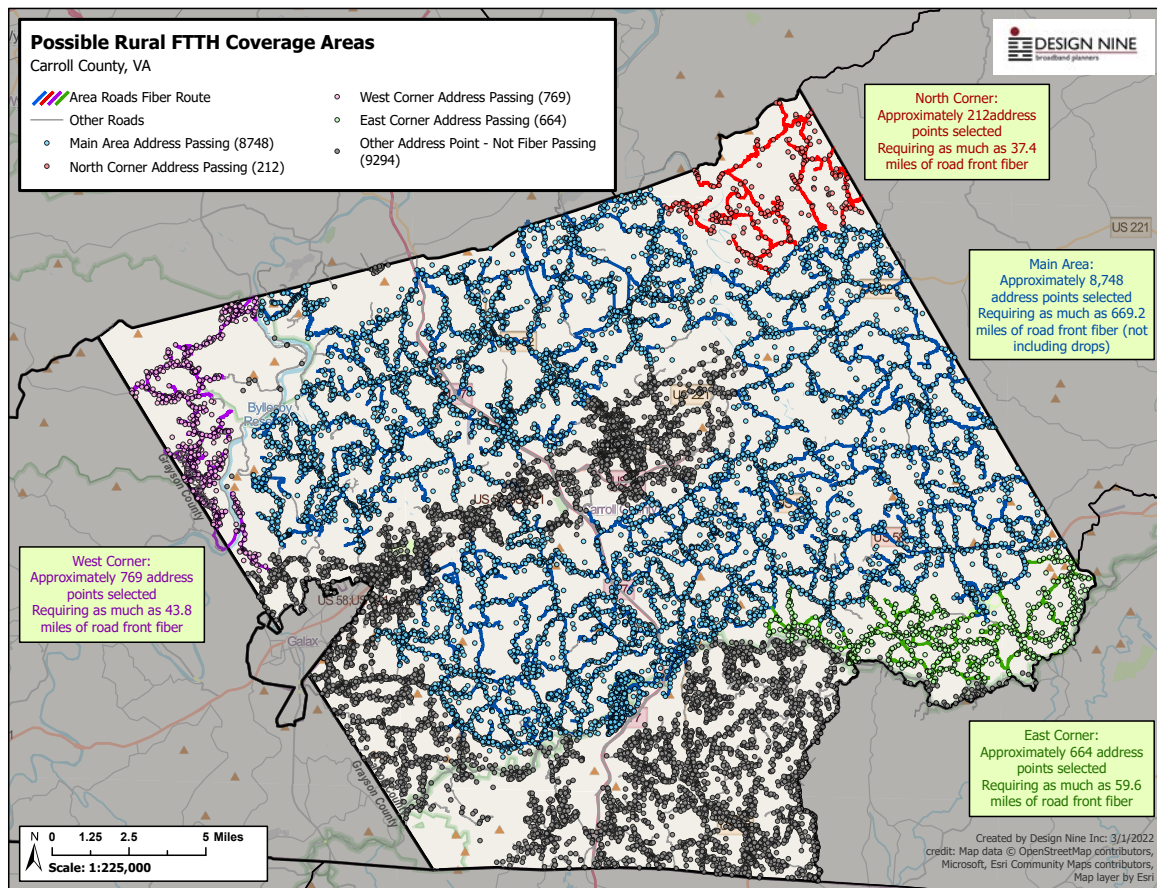 Possible Rural FTTH Coverage Areas
Carroll County, VA
Area Roads Fiber Route
Other Roads
Main Area Address Passing (8748)
North Corner Address Passing (212)
West Corner Address Passing (769)
East Corner Address Passing (664)
Other Address Point - Not Fiber Passing
(9294)
DESIGN NINE
broadband planners
North Corner:
Approximately 212address
points selected
Requiring as much as 37.4
miles of road front fiber
US 221
Main Area:
Approximately 8,748
address points selected
Requiring as much as 669.2
miles of road front fiber (not
including drops)
US 221
Byllesby
Grayson County
Carroll County
West Corner:
Approximately 769 address
points selected
Requiring as much as 43.8
miles of road front fiber
US 58
Galax
Grayson County
East Corner:
Approximately 664 address
points selected
Requiring as much as 59.6
miles of road front fiber
N 0 1.25 2.5 5 Miles
Scale: 1:225,000
Created by Design Nine Inc: 3/1/2022
credit: Map data © OpenStreetMap contributors,
Microsoft, Esri Community Maps contributors,
Map layer by Esri